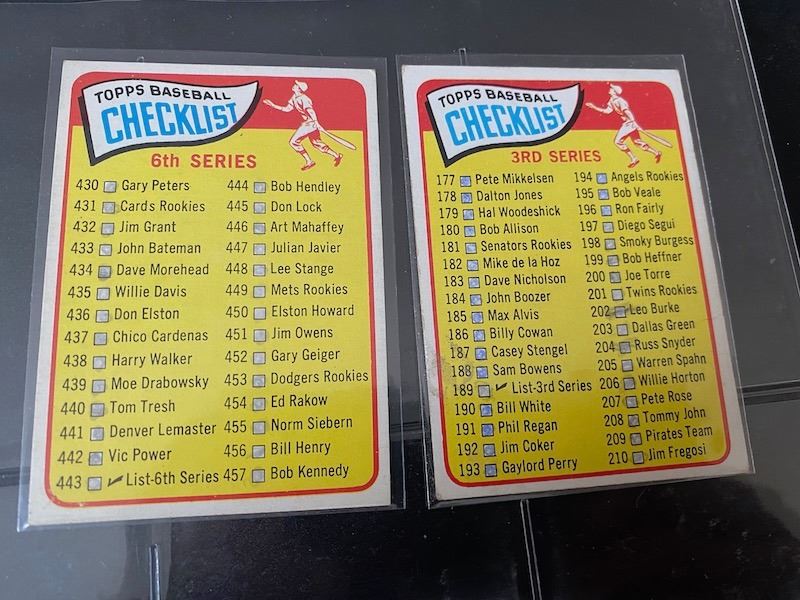 TOPPS BASEBALL
CHECKLIST
6th SERIES
430 Gary Peters
431 Cards Rookies
432 Jim Grant
433 John Bateman
434 Dave Morehead
435 Willie Davis
436 Don Elston
437 Chico Cardenas
438 Harry Walker
439 Moe Drabowsky
440 Tom Tresh
441 Denver Lemaster
442 Vic Power
443 List-6th Series
444 Bob Hendley
445 Don Lock
446 Art Mahaffey
447 Julian Javier
448 Lee Stange
449 Mets Rookies
450 Elston Howard
451 Jim Owens
452 Gary Geiger
453 Dodgers Rookies
454 Ed Rakow
455 Norm Siebern
456 Bill Henry
457 Bob Kennedy
TOPPS BASEBALL
CHECKLIST
3RD SERIES
177 Pete Mikkelsen
178 Dalton Jones
179 Hal Woodeshick
180 Bob Allison
181 Senators Rookies
182 Mike de la Hoz
183 Dave Nicholson
184 John Boozer
185 Max Alvis
186 Billy Cowan
187 Casey Stengel
188 Sam Bowens
189 List-3rd Series
190 Bill White
191 Phil Regan
192 Jim Coker
193 Gaylord Perry
194 Angels Rookies
195 Bob Veale
196 Ron Fairly
197 Diego Segui
198 Smoky Burgess
199 Bob Heffner
200 Joe Torre
201 Twins Rookies
202 Leo Burke
203 Dallas Green
204 Russ Snyder
205 Warren Spahn
206 Willie Horton
207 Pete Rose
208 Tommy John
209 Pirates Team
210 Jim Fregosi